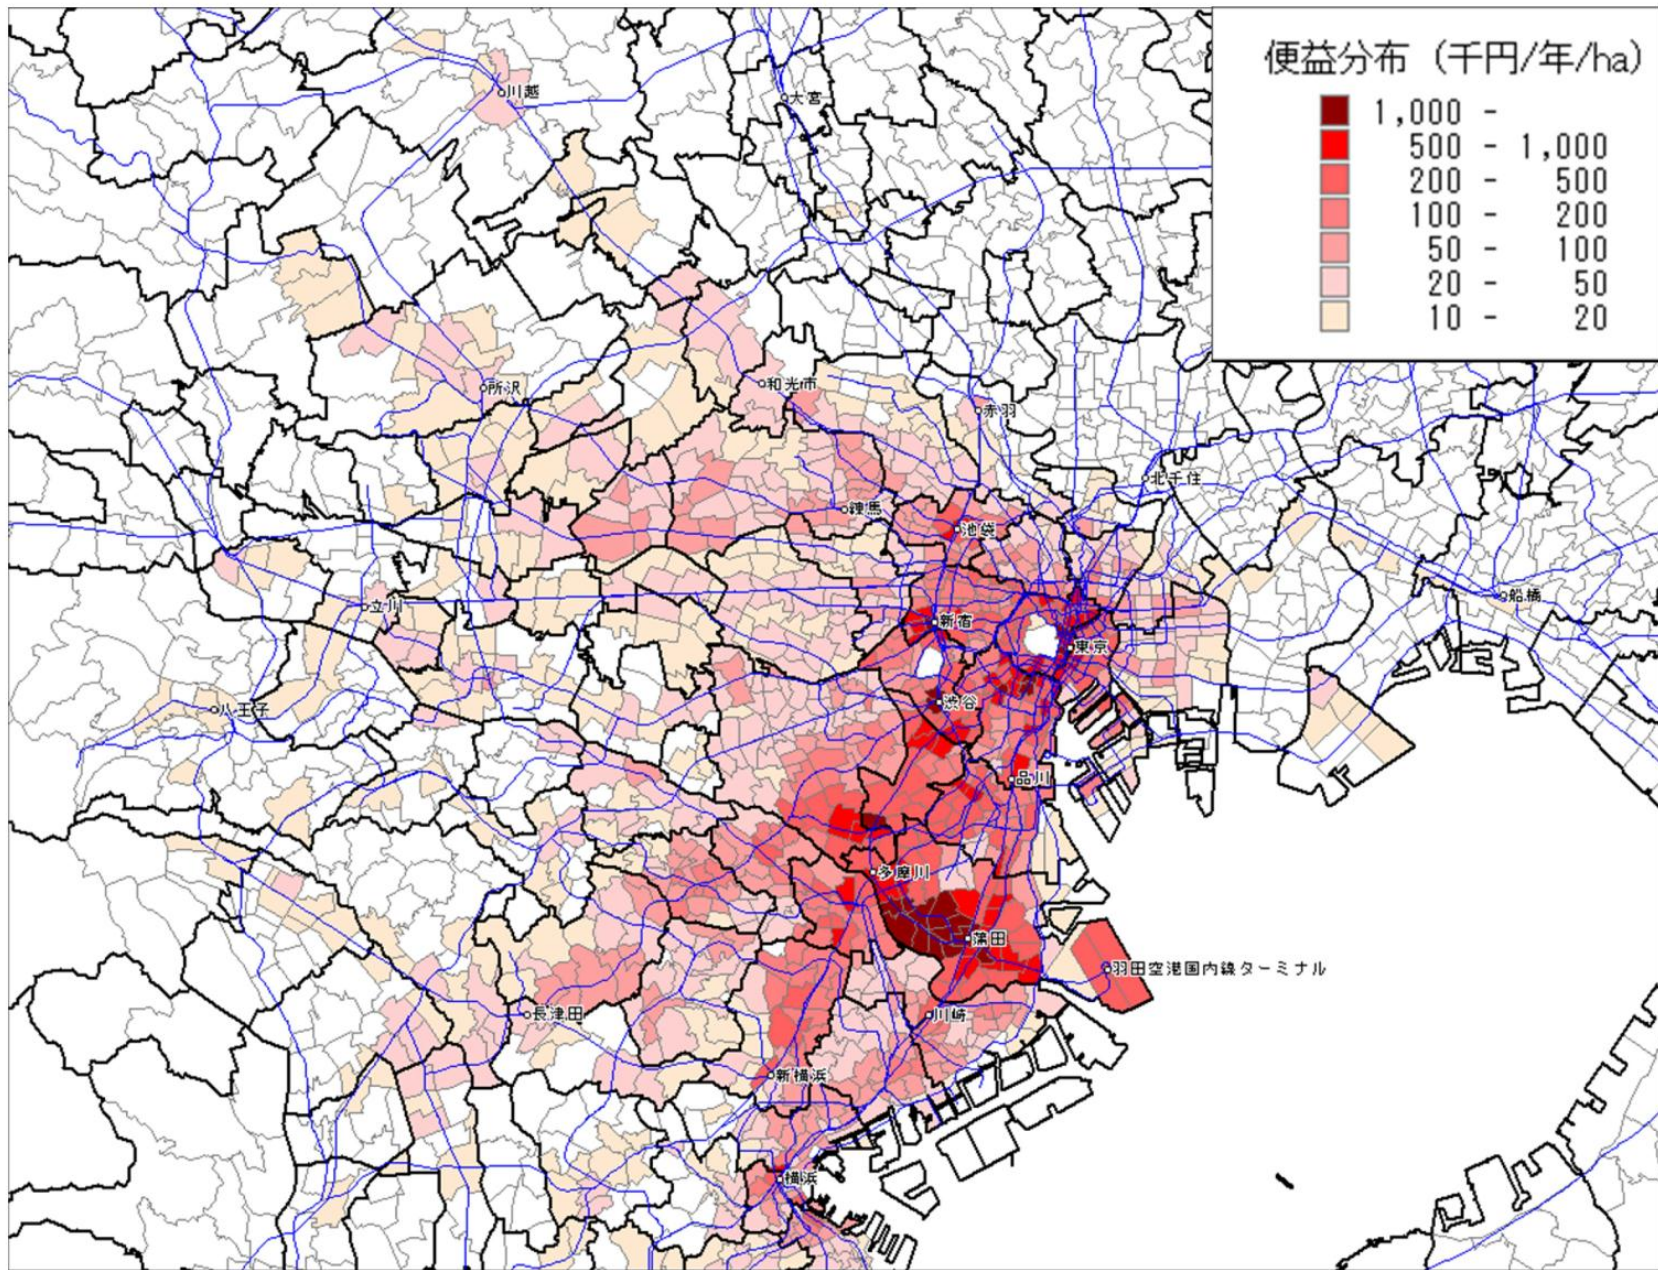 便益分布 (千円/年/ha)
1,000 -
500 - 1,000
200 - 500
100 - 200
50 - 100
20 - 50
10 - 20
川越
大宮
所沢
和光市
赤羽
北千住
練馬
池袋
船橋
立川
新宿
東京
八王子
渋谷
品川
多摩川
蒲田
羽田空港国内線ターミナル
長津田
川崎
新横浜
横浜